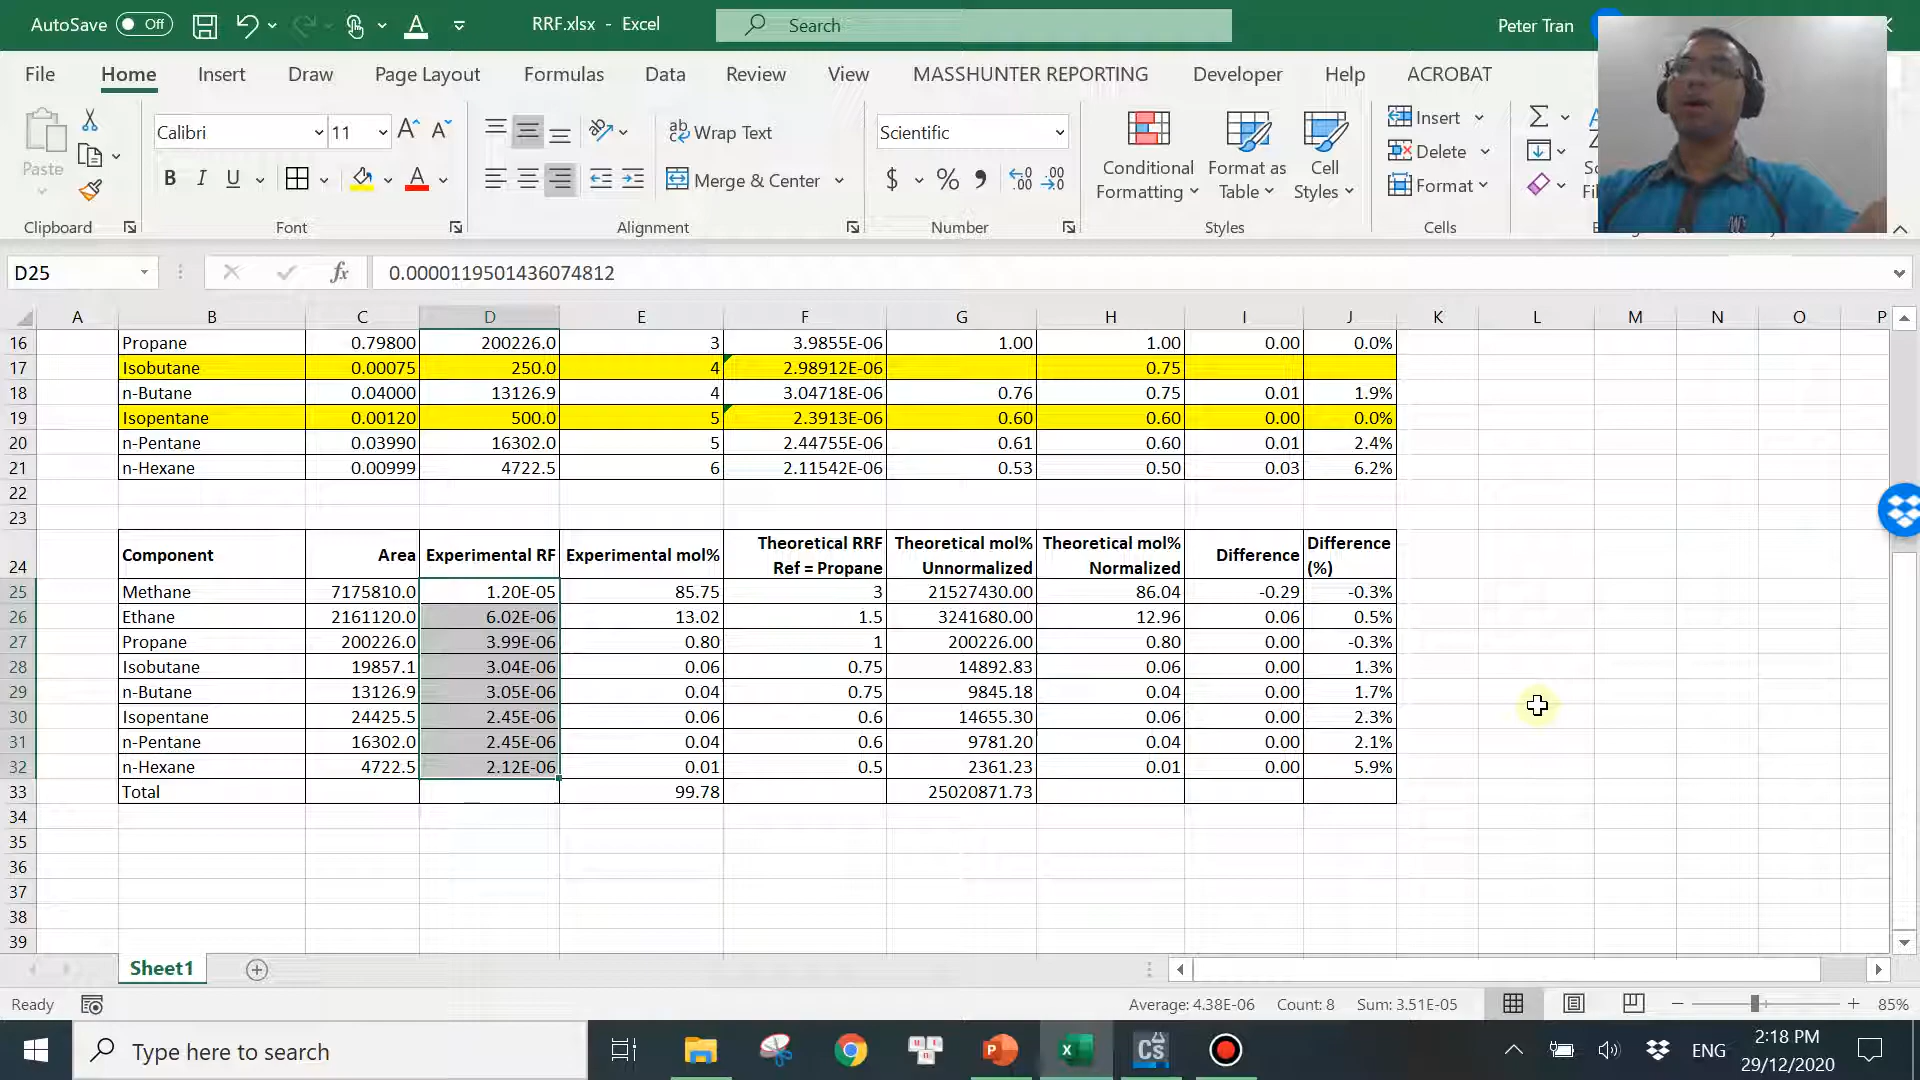 AutoSave Off RRF.xlsx - Excel Search Peter Tran
File Home Insert Draw Page Layout Formulas Data Review View MASSHUNTER REPORTING Developer Help ACROBAT
Paste
Calibri 11
Wrap Text
Merge & Center
Scientific
Conditional Formatting
Format as Table
Cell Styles
Insert
Delete
Format
Clipboard Font Alignment Number Styles Cells
D25 fx 0.0000119501436074812
A B C D E F G H I J K L M N O P
16 Propane 0.79800 200226.0 3 3.9855E-06 1.00 1.00 0.00 0.0%
17 Isobutane 0.00075 250.0 4 2.98912E-06 0.75
18 n-Butane 0.04000 13126.9 4 3.04718E-06 0.76 0.75 0.01 1.9%
19 Isopentane 0.00120 500.0 5 2.3913E-06 0.60 0.60 0.00 0.0%
20 n-Pentane 0.03990 16302.0 5 2.44755E-06 0.61 0.60 0.01 2.4%
21 n-Hexane 0.00999 4722.5 6 2.11542E-06 0.53 0.50 0.03 6.2%
22
23
24 Component Area Experimental RF Experimental mol% Theoretical RRF Ref = Propane Theoretical mol% Unnormalized Theoretical mol% Normalized Difference Difference (%)
25 Methane 7175810.0 1.20E-05 85.75 3 21527430.00 86.04 -0.29 -0.3%
26 Ethane 2161120.0 6.02E-06 13.02 1.5 3241680.00 12.96 0.06 0.5%
27 Propane 200226.0 3.99E-06 0.80 1 200226.00 0.80 0.00 -0.3%
28 Isobutane 19857.1 3.04E-06 0.06 0.75 14892.83 0.06 0.00 1.3%
29 n-Butane 13126.9 3.05E-06 0.04 0.75 9845.18 0.04 0.00 1.7%
30 Isopentane 24425.5 2.45E-06 0.06 0.6 14655.30 0.06 0.00 2.3%
31 n-Pentane 16302.0 2.45E-06 0.04 0.6 9781.20 0.04 0.00 2.1%
32 n-Hexane 4722.5 2.12E-06 0.01 0.5 2361.23 0.01 0.00 5.9%
33 Total 99.78 25020871.73
34
35
36
37
38
39
Sheet1
Ready Average: 4.38E-06 Count: 8 Sum: 3.51E-05 85%
Type here to search ENG 2:18 PM
29/12/2020